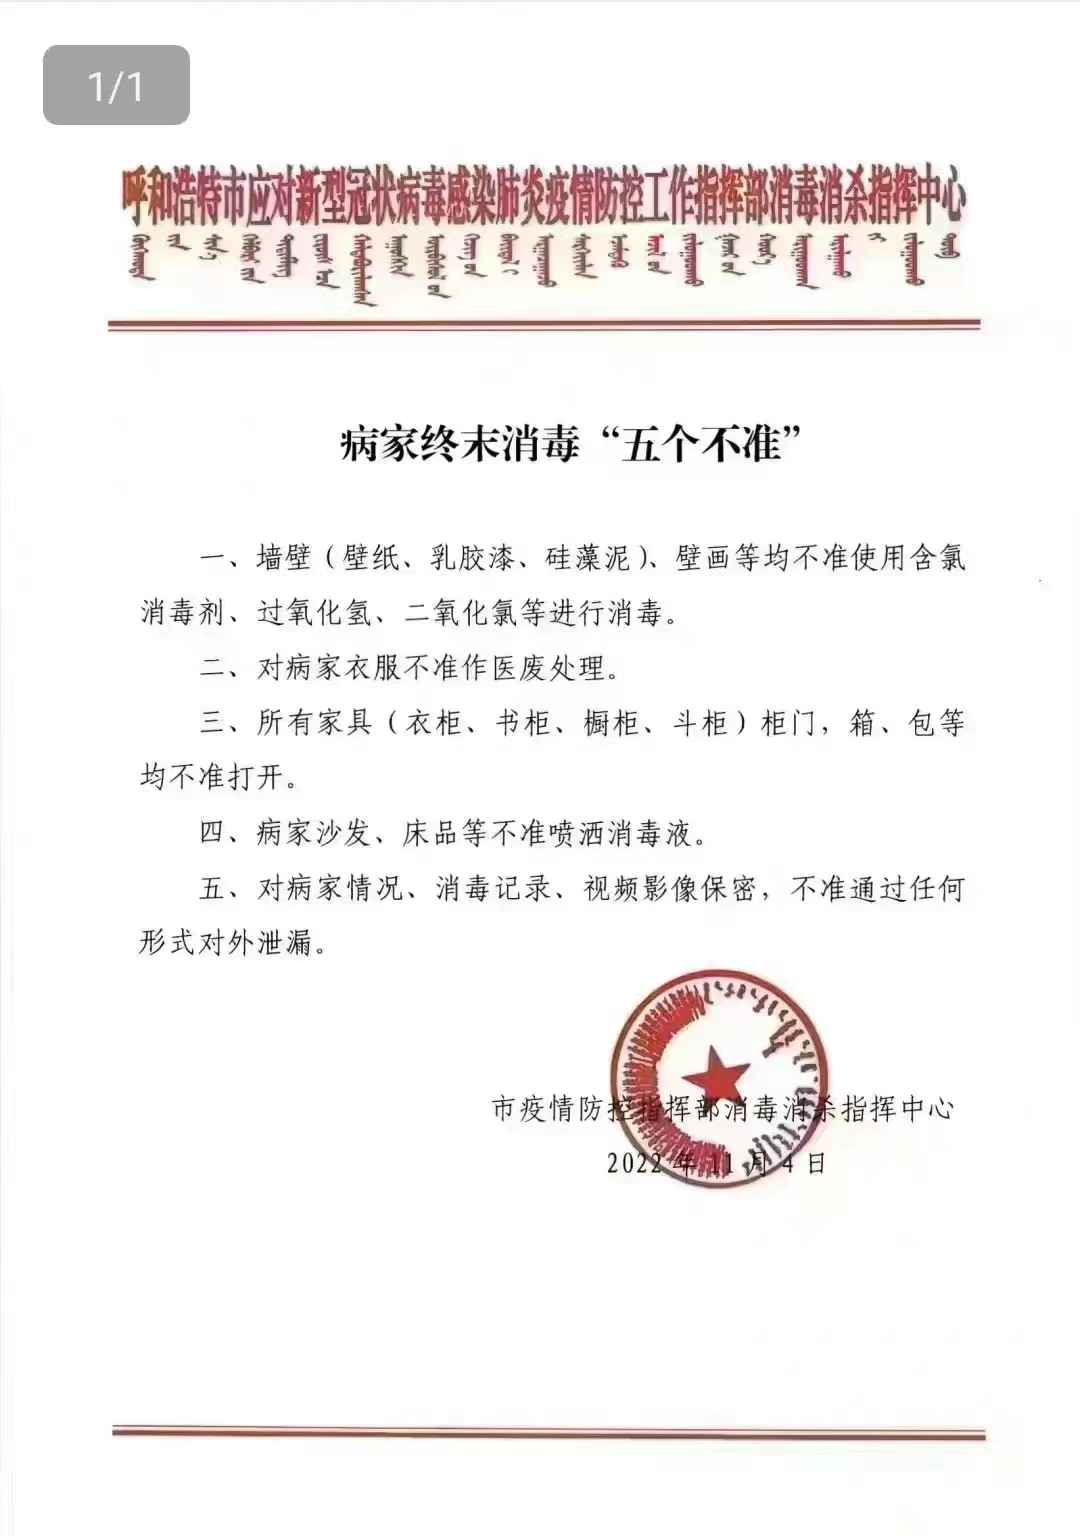 1/1
呼和浩特市应对新型冠状病毒感染肺炎疫情防控工作指挥部消毒消杀指挥中心
病家终末消毒“五个不准”
一、墙壁（壁纸、乳胶漆、硅藻泥）、壁画等均不准使用含氯
消毒剂、过氧化氢、二氧化氯等进行消毒。
二、对病家衣服不准作医废处理。
三、所有家具（衣柜、书柜、橱柜、斗柜）柜门，箱、包等
均不准打开。
四、病家沙发、床品等不准喷洒消毒液。
五、对病家情况、消毒记录、视频影像保密，不准通过任何
形式对外泄漏。
市疫情防控指挥部消毒消杀指挥中心
2022年11月4日